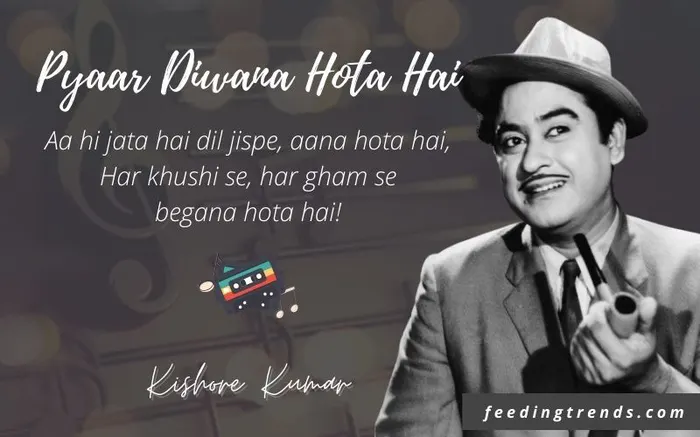 Pyaar Diwana Hota Hai
Aa hi jata hai dil jispe, aana hota hai,
Har khushi se, har gham se
begana hota hai!
Kishore Kumar
feedingtrends.com